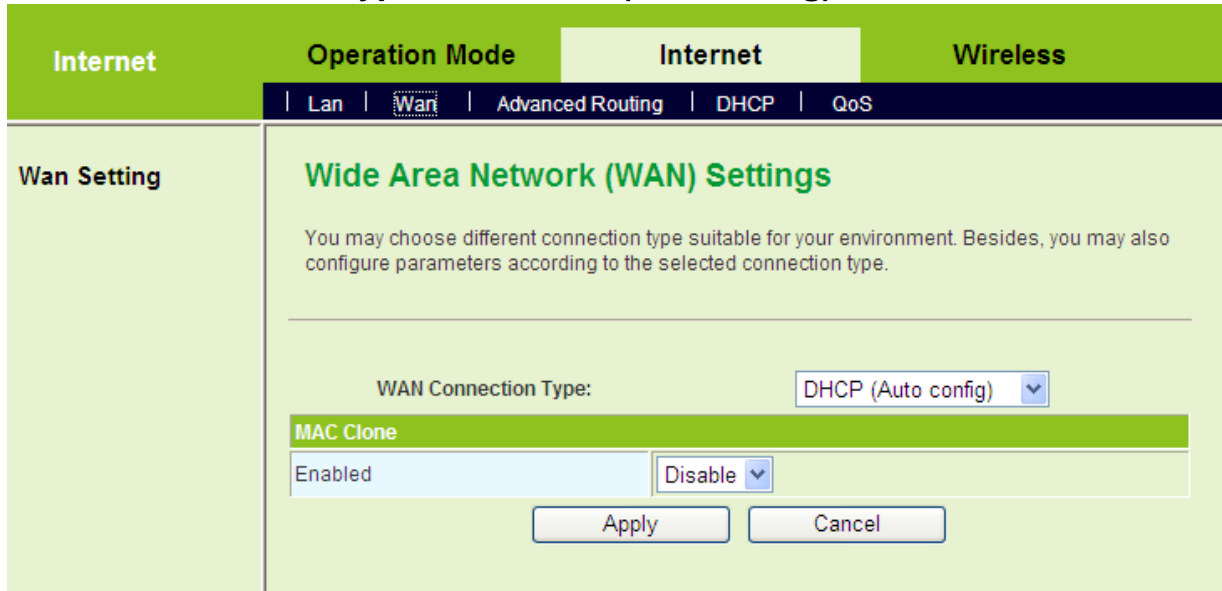 Internet
Operation Mode Internet Wireless
Lan | Wan | Advanced Routing | DHCP | QoS
Wan Setting
Wide Area Network (WAN) Settings
You may choose different connection type suitable for your environment. Besides, you may also
configure parameters according to the selected connection type.
WAN Connection Type: DHCP (Auto config)
MAC Clone
Enabled Disable
Apply Cancel